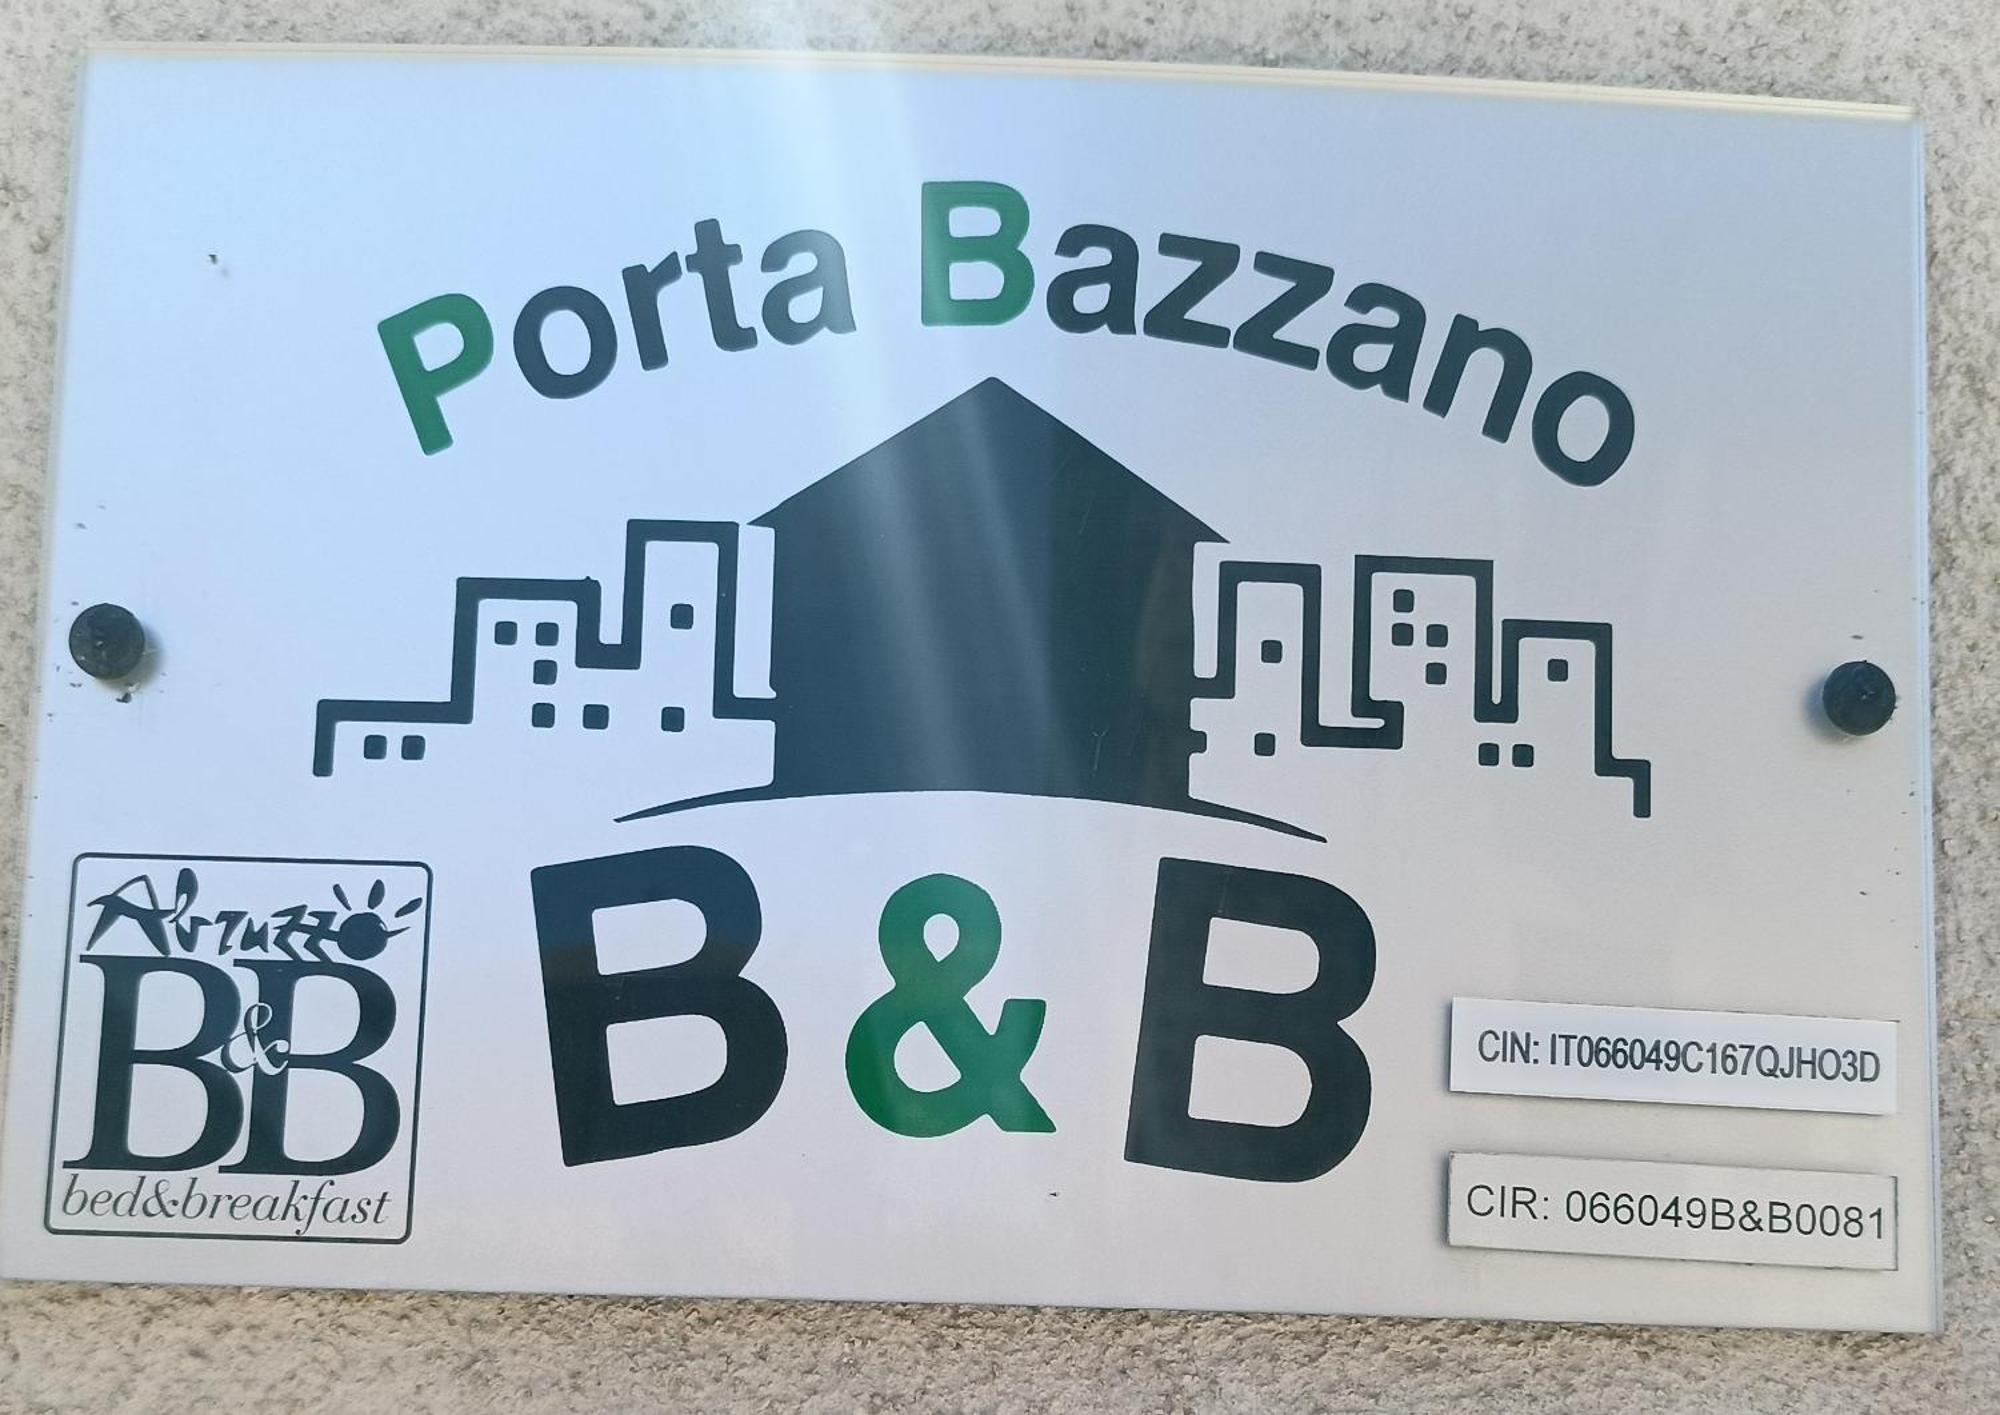 Porta Bazzano
B & B
Abruzzo
B&B
bed&breakfast
CIN: IT066049C167QJHO3D
CIR: 066049B&B0081